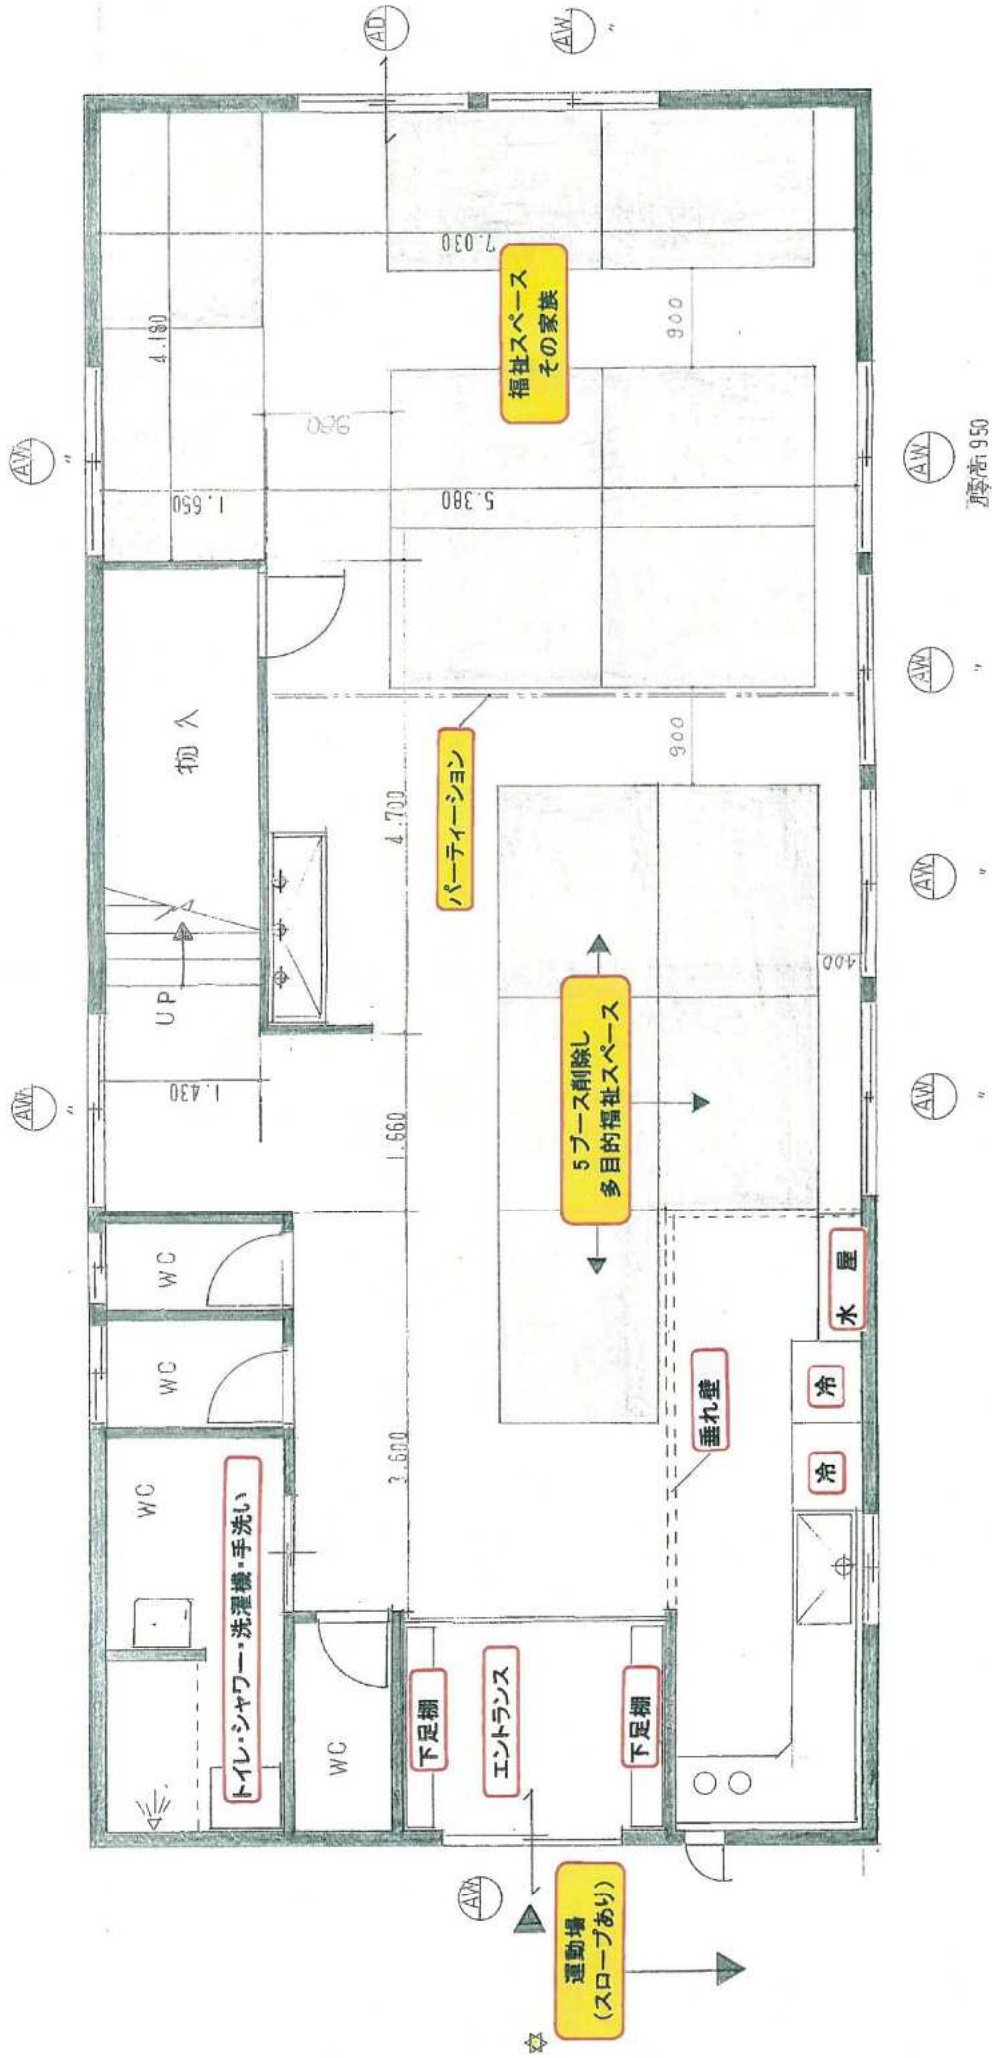 AW
〃
AW
〃
UP
物入
1.430
1.650
4.180
WC
WC
WC
トイレ・シャワー・洗濯機・手洗い
WC
980
3.600
1.660
4.700
5.380
7.030
AD
AW
〃
下足棚
エントランス
下足棚
パーティーション
福祉スペース
その家族
5ブース削除し
多目的福祉スペース
900
900
400
垂れ壁
冷
冷
水屋
AW
運動場
(スロープあり)
AW
〃
AW
〃
AW
〃
AW
腰高950